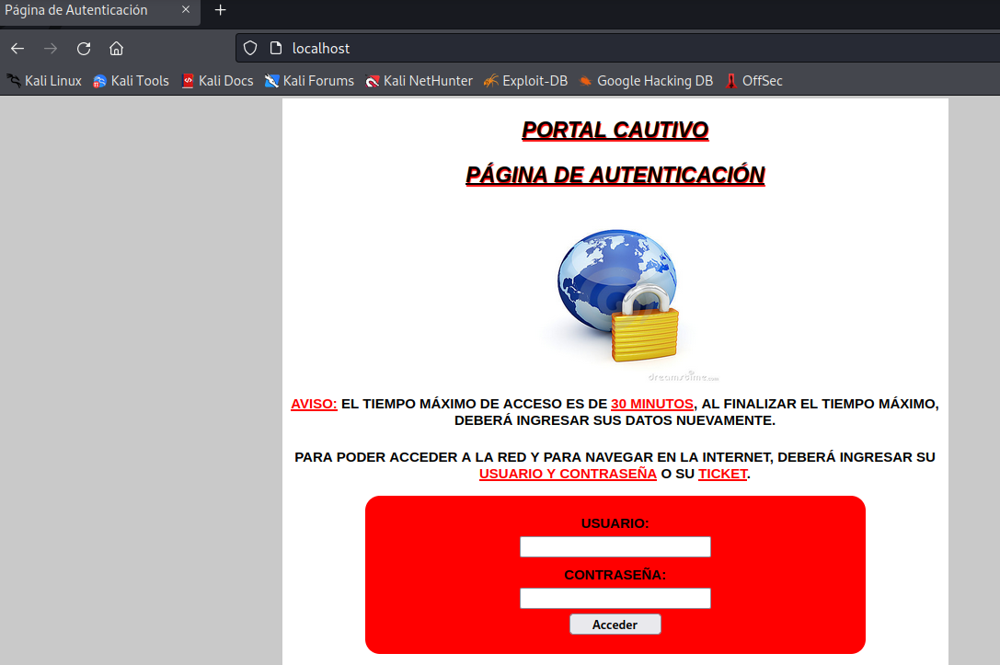 Página de Autenticación
localhost
Kali Linux Kali Tools Kali Docs Kali Forums Kali NetHunter Exploit-DB Google Hacking DB OffSec
PORTAL CAUTIVO
PÁGINA DE AUTENTICACIÓN
dreamstime.com
AVISO: EL TIEMPO MÁXIMO DE ACCESO ES DE 30 MINUTOS, AL FINALIZAR EL TIEMPO MÁXIMO,
DEBERÁ INGRESAR SUS DATOS NUEVAMENTE.
PARA PODER ACCEDER A LA RED Y PARA NAVEGAR EN LA INTERNET, DEBERÁ INGRESAR SU
USUARIO Y CONTRASEÑA O SU TICKET.
USUARIO:
CONTRASEÑA:
Acceder